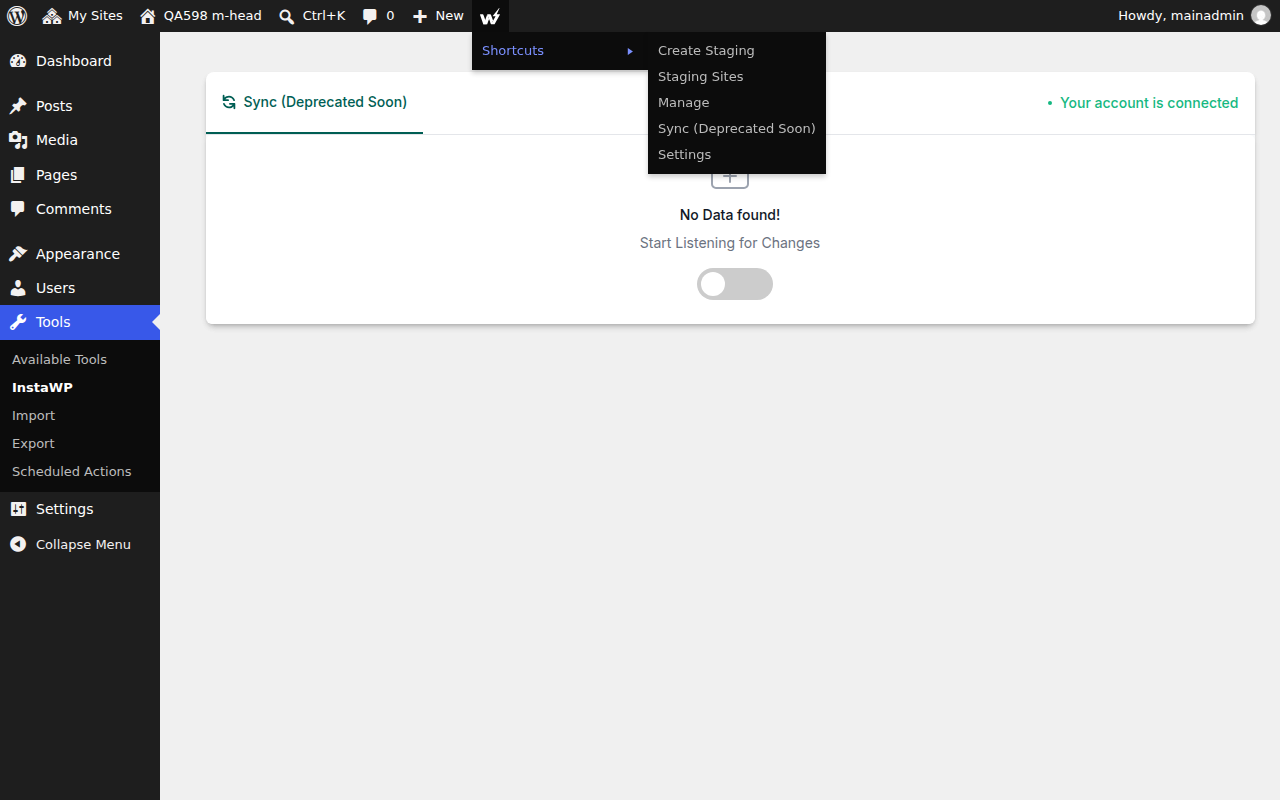 My Sites
QA598 m-head
Ctrl+K
0
New
Howdy, mainadmin
Shortcuts
Create Staging
Staging Sites
Manage
Sync (Deprecated Soon)
Settings
Dashboard
Posts
Media
Pages
Comments
Appearance
Users
Tools
Available Tools
InstaWP
Import
Export
Scheduled Actions
Settings
Collapse Menu
Sync (Deprecated Soon)
• Your account is connected
No Data found!
Start Listening for Changes